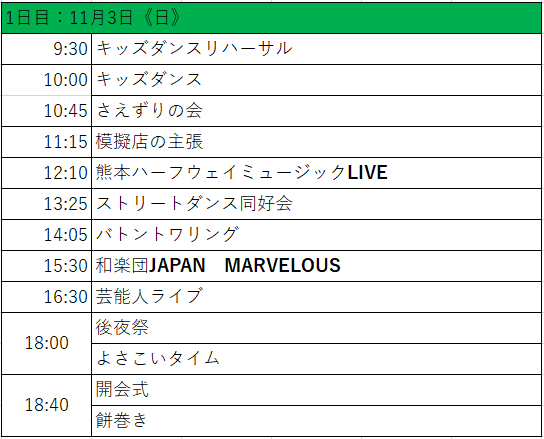 1日目：11月3日《日》
9:30 キッズダンスリハーサル
10:00 キッズダンス
10:45 さえずりの会
11:15 模擬店の主張
12:10 熊本ハーフウェイミュージックLIVE
13:25 ストリートダンス同好会
14:05 バトントワリング
15:30 和楽団JAPAN　MARVELOUS
16:30 芸能人ライブ
18:00 後夜祭
よさこいタイム
18:40 開会式
餅巻き